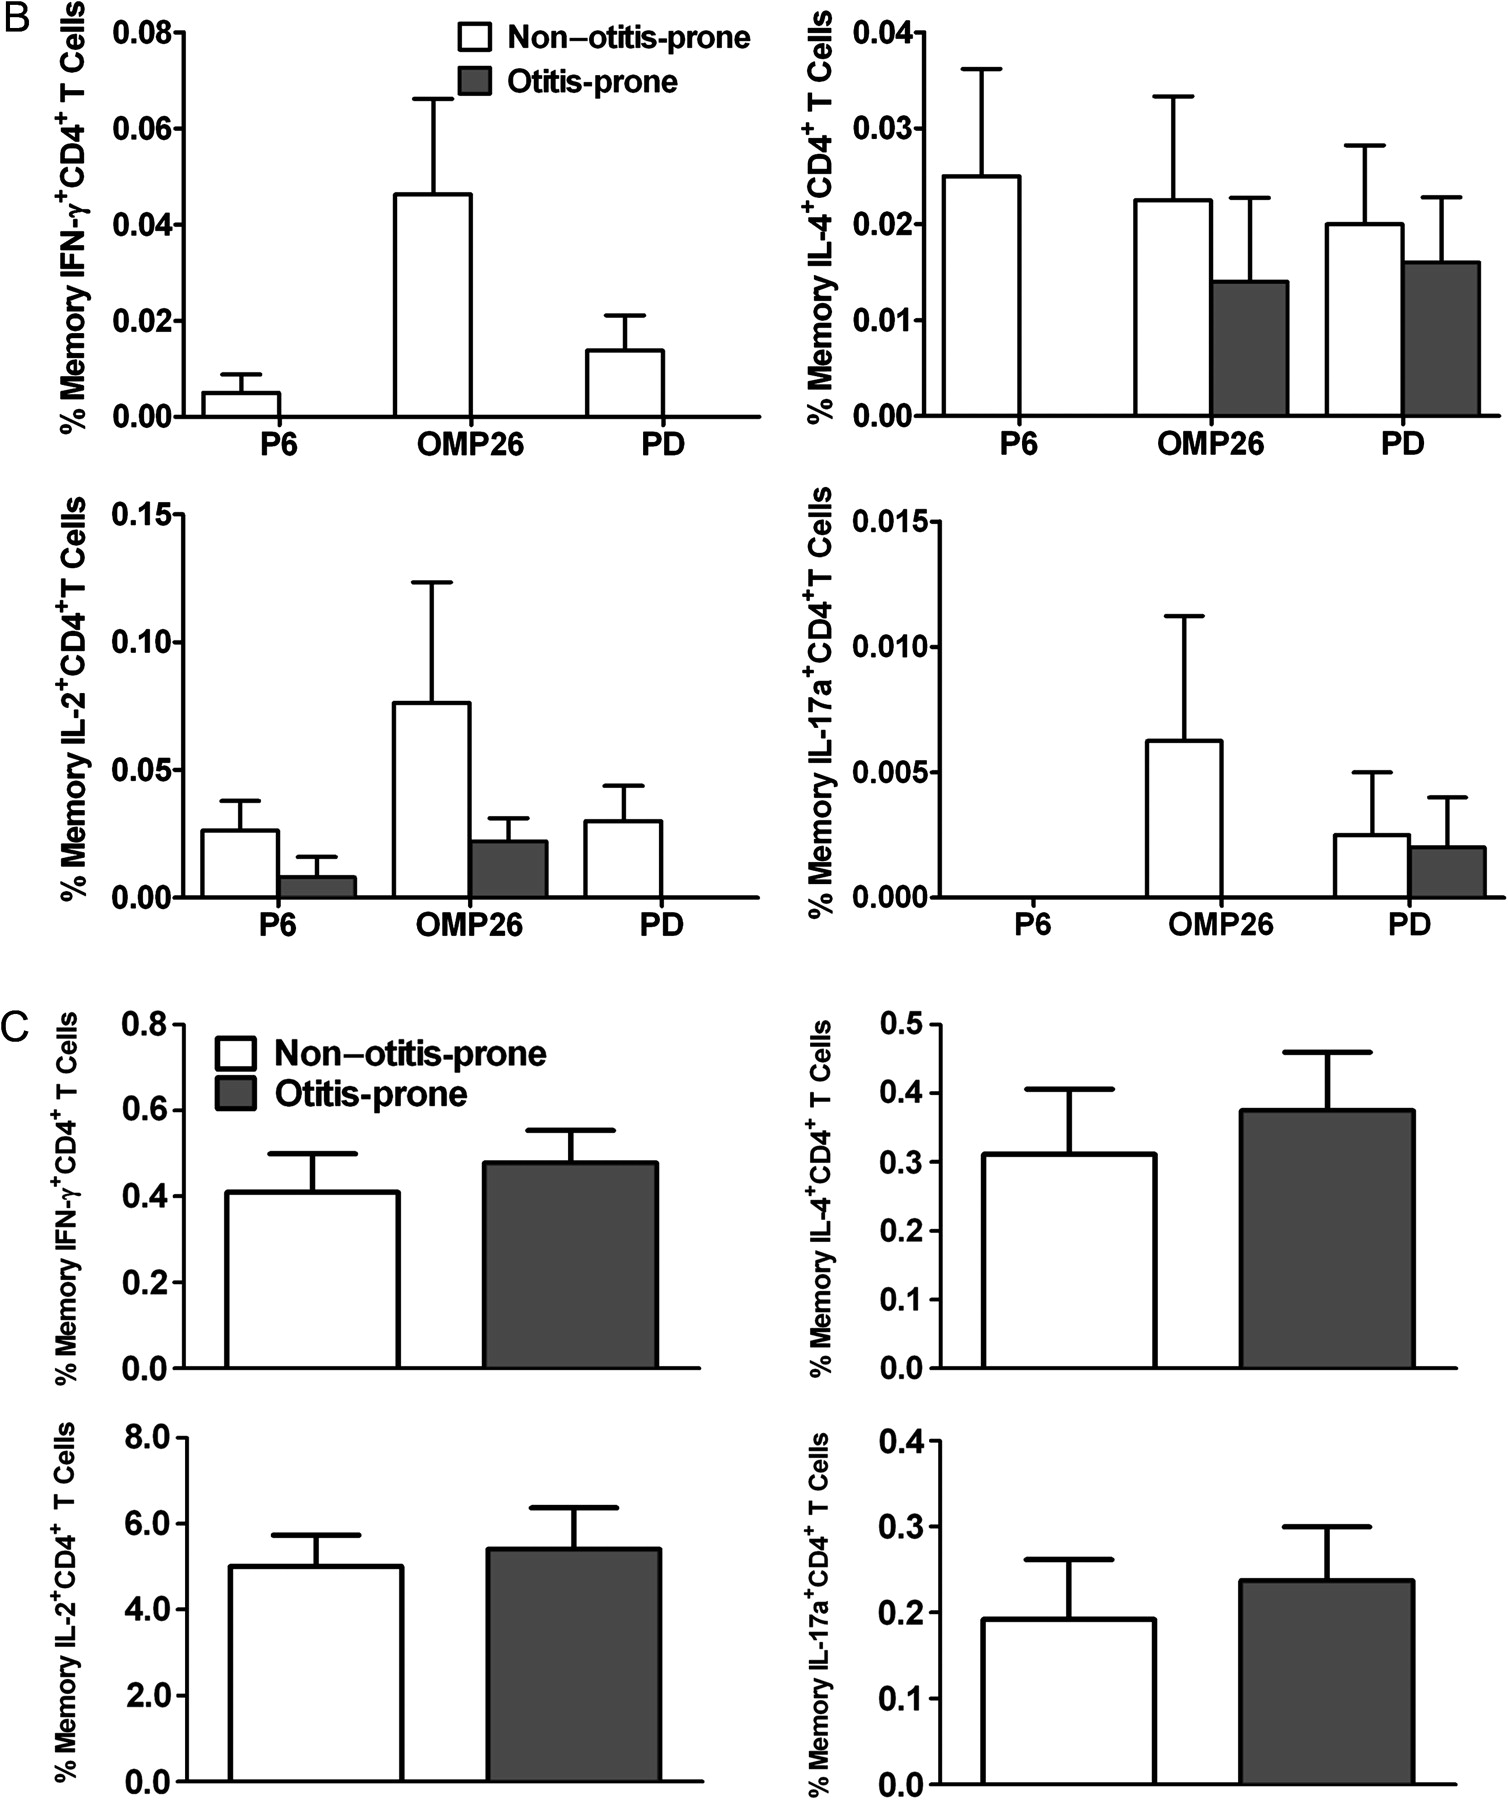 B
% Memory IFN-γ+CD4+ T Cells
0.08
0.06
0.04
0.02
0.00
Non–otitis-prone
Otitis-prone
P6 OMP26 PD
% Memory IL-4+CD4+ T Cells
0.04
0.03
0.02
0.01
0.00
P6 OMP26 PD
% Memory IL-2+CD4+T Cells
0.15
0.10
0.05
0.00
P6 OMP26 PD
% Memory IL-17a+CD4+T Cells
0.015
0.010
0.005
0.000
P6 OMP26 PD
C
% Memory IFN-γ+CD4+ T Cells
0.8
0.6
0.4
0.2
0.0
Non–otitis-prone
Otitis-prone
% Memory IL-4+CD4+ T Cells
0.5
0.4
0.3
0.2
0.1
0.0
% Memory IL-2+CD4+ T Cells
8.0
6.0
4.0
2.0
0.0
% Memory IL-17a+CD4+ T Cells
0.4
0.3
0.2
0.1
0.0